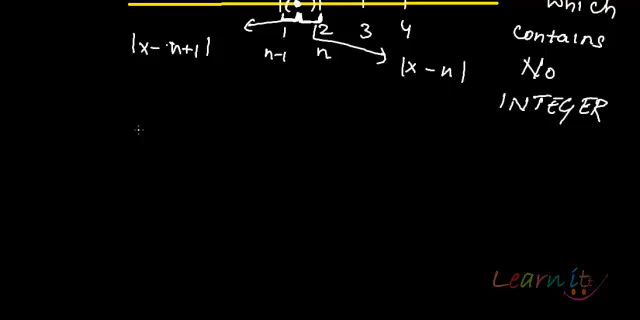 which
1 2 3 4
contains
|x - n+1|
n-1 n
|x - n|
No
INTEGER
Learnit